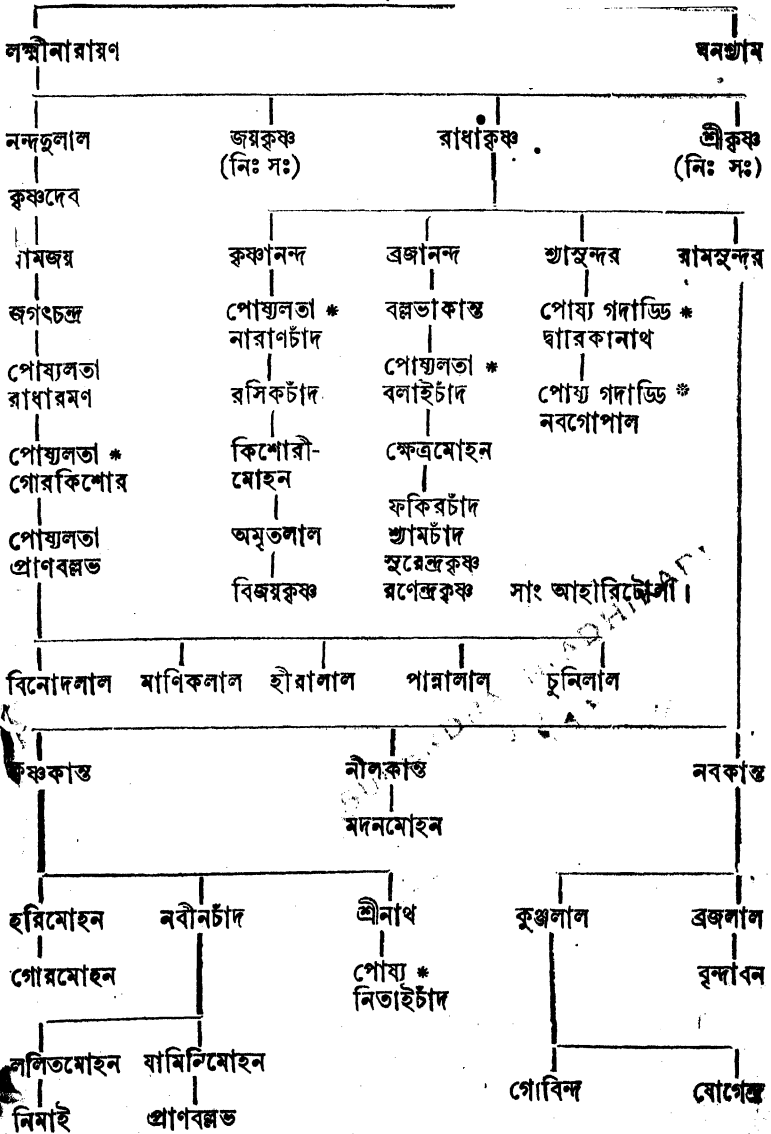 লক্ষ্মীনারায়ণ ঘনশ্যাম
নন্দদুলাল জয়কৃষ্ণ রাধাকৃষ্ণ শ্রীকৃষ্ণ
(নিঃ সঃ) (নিঃ সঃ)
কৃষ্ণদেব
রামজয় কৃষ্ণানন্দ ব্রজানন্দ শ্যাসুন্দর রামসুন্দর
জগৎচন্দ্র পোষ্যলতা * বল্লভাকান্ত পোষ্য গদাড্ডি *
নারাণচাঁদ দ্বারিকানাথ
পোষ্যলতা পোষ্যলতা *
রাধারমণ রসিকচাঁদ বলাইচাঁদ পোষ্য গদাড্ডি *
নবগোপাল
পোষ্যলতা * কিশোরী- ক্ষেত্রমোহন
গোরকিশোর মোহন
ফকিরচাঁদ
পোষ্যলতা অমৃতলাল শ্যামচাঁদ
প্রাণবল্লভ সুরেন্দ্রকৃষ্ণ
বিজয়কৃষ্ণ রণেন্দ্রকৃষ্ণ সাং আহারিটোলা।
বিনোদলাল মাণিকলাল হীরালাল পান্নালাল চুনিলাল
কৃষ্ণকান্ত নীলকান্ত নবকান্ত
মদনমোহন
হরিমোহন নবীনচাঁদ শ্রীনাথ কুঞ্জলাল ব্রজলাল
গোরমোহন পোষ্য * বৃন্দাবন
নিতাইচাঁদ
ললিতমোহন যামিনিমোহন
গোবিন্দ যোগেন্দ্র
নিমাই প্রাণবল্লভ